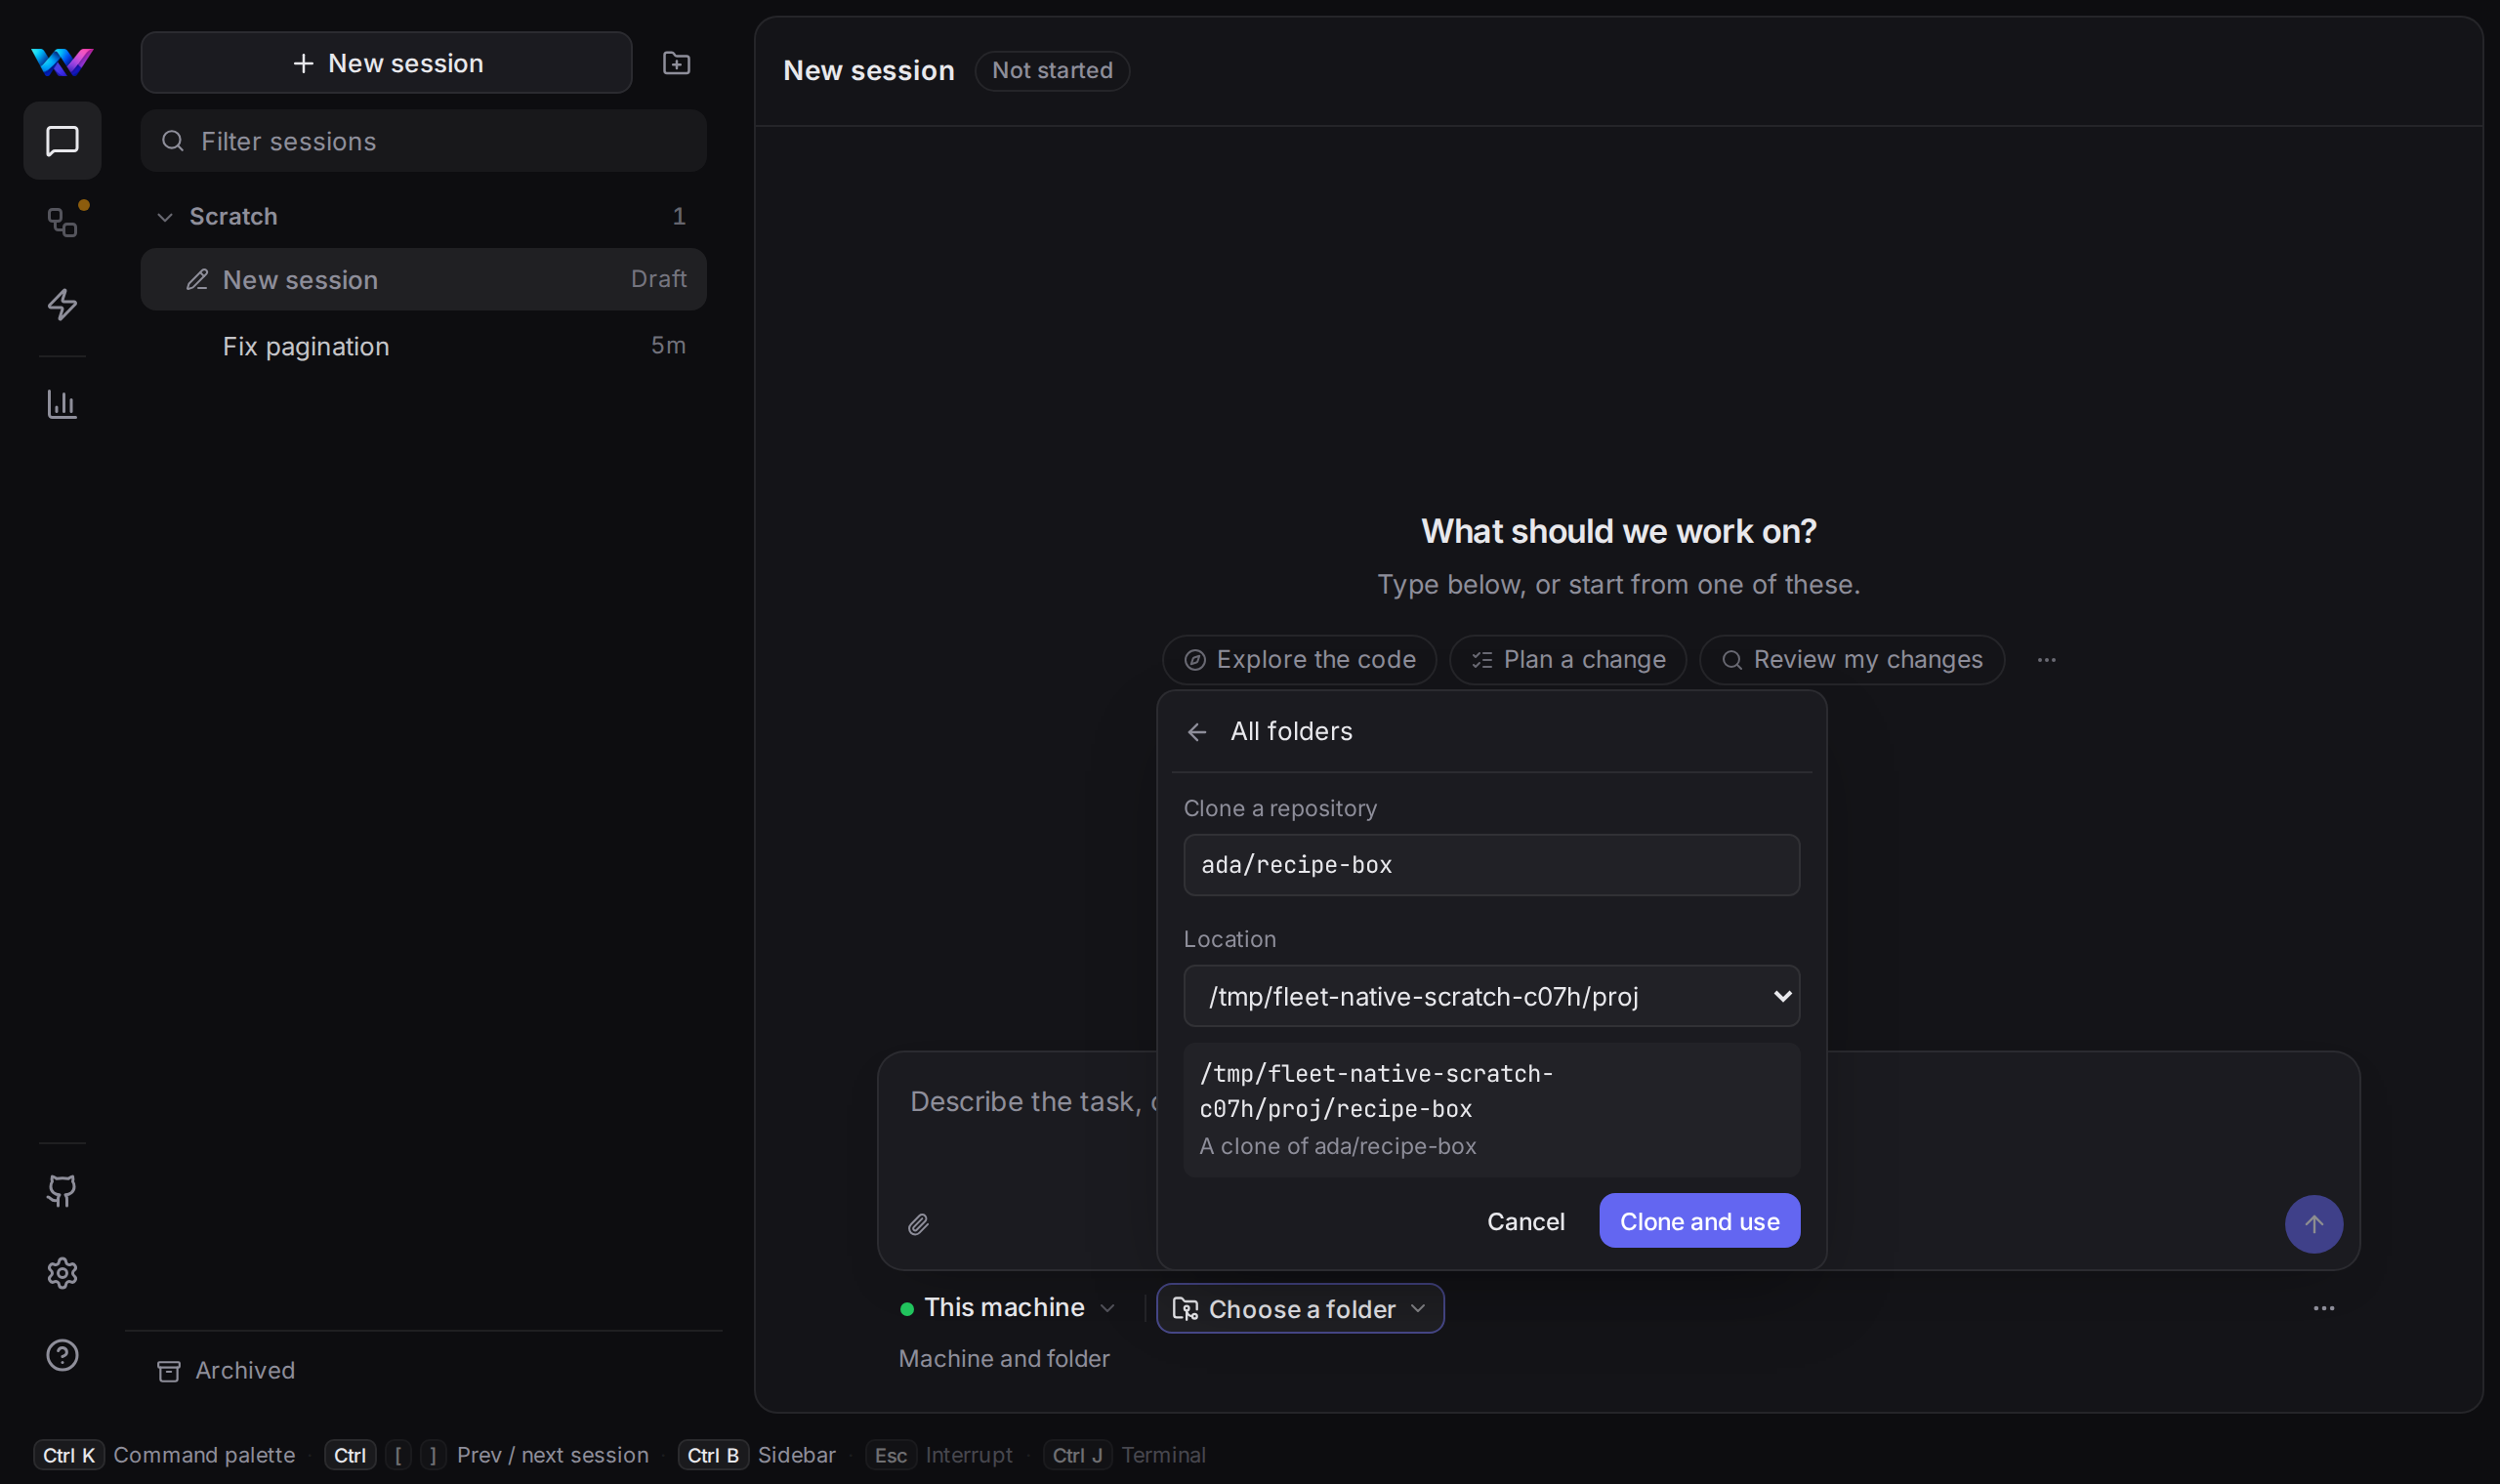 New session
Filter sessions
Scratch 1
New session Draft
Fix pagination 5m
Archived
New session Not started
What should we work on?
Type below, or start from one of these.
Explore the code Plan a change Review my changes
All folders
Clone a repository
ada/recipe-box
Location
/tmp/fleet-native-scratch-c07h/proj
/tmp/fleet-native-scratch-
c07h/proj/recipe-box
A clone of ada/recipe-box
Cancel Clone and use
Describe the task,
This machine Choose a folder
Machine and folder
Ctrl K Command palette · Ctrl [ ] Prev / next session · Ctrl B Sidebar · Esc Interrupt · Ctrl J Terminal